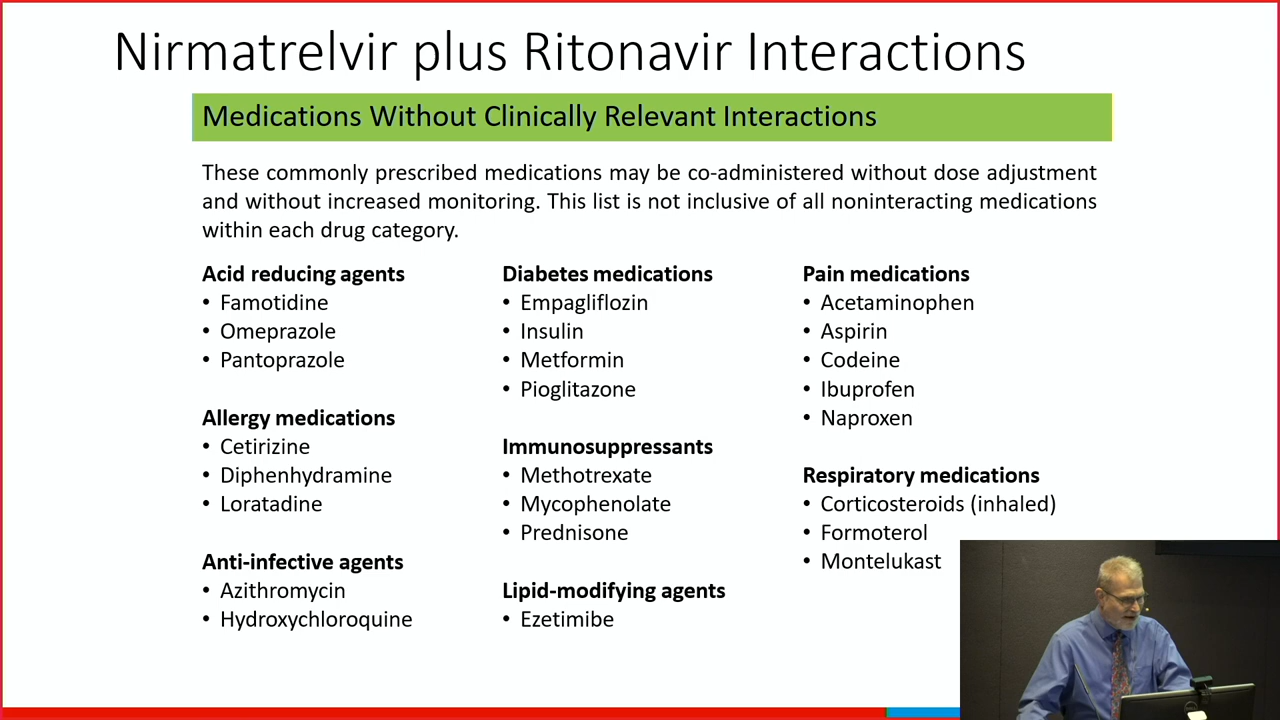 Nirmatrelvir plus Ritonavir Interactions
Medications Without Clinically Relevant Interactions
These commonly prescribed medications may be co-administered without dose adjustment
and without increased monitoring. This list is not inclusive of all noninteracting medications
within each drug category.
Acid reducing agents
• Famotidine
• Omeprazole
• Pantoprazole
Allergy medications
• Cetirizine
• Diphenhydramine
• Loratadine
Anti-infective agents
• Azithromycin
• Hydroxychloroquine
Diabetes medications
• Empagliflozin
• Insulin
• Metformin
• Pioglitazone
Immunosuppressants
• Methotrexate
• Mycophenolate
• Prednisone
Lipid-modifying agents
• Ezetimibe
Pain medications
• Acetaminophen
• Aspirin
• Codeine
• Ibuprofen
• Naproxen
Respiratory medications
• Corticosteroids (inhaled)
• Formoterol
• Montelukast